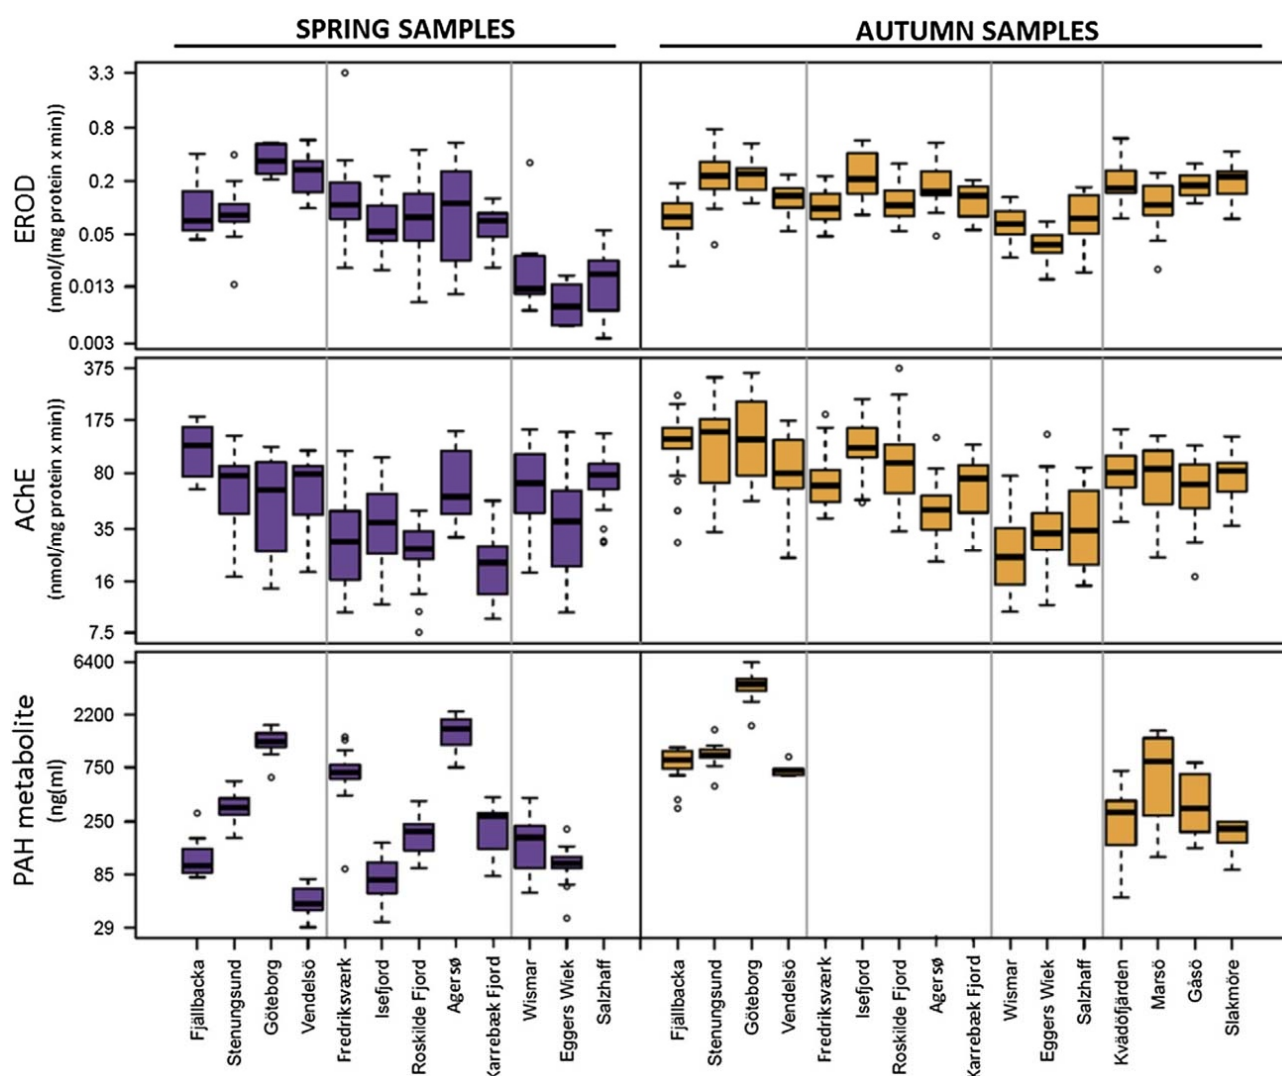 SPRING SAMPLES
AUTUMN SAMPLES
EROD
(nmol/(mg protein x min))
3.3
0.8
0.2
0.05
0.013
0.003
AChE
(nmol/mg protein x min))
375
175
80
35
16
7.5
PAH metabolite
(ng(ml)
6400
2200
750
250
85
29
Fjällbacka
Stenungsund
Göteborg
Vendelsö
Fredriksværk
Isefjord
Roskilde Fjord
Agersø
Karrebæk Fjord
Wismar
Eggers Wiek
Salzhaff
Fjällbacka
Stenungsund
Göteborg
Vendelsö
Fredriksværk
Isefjord
Roskilde Fjord
Agersø
Karrebæk Fjord
Wismar
Eggers Wiek
Salzhaff
Kvädöfjärden
Marsö
Gåsö
Slakmöre